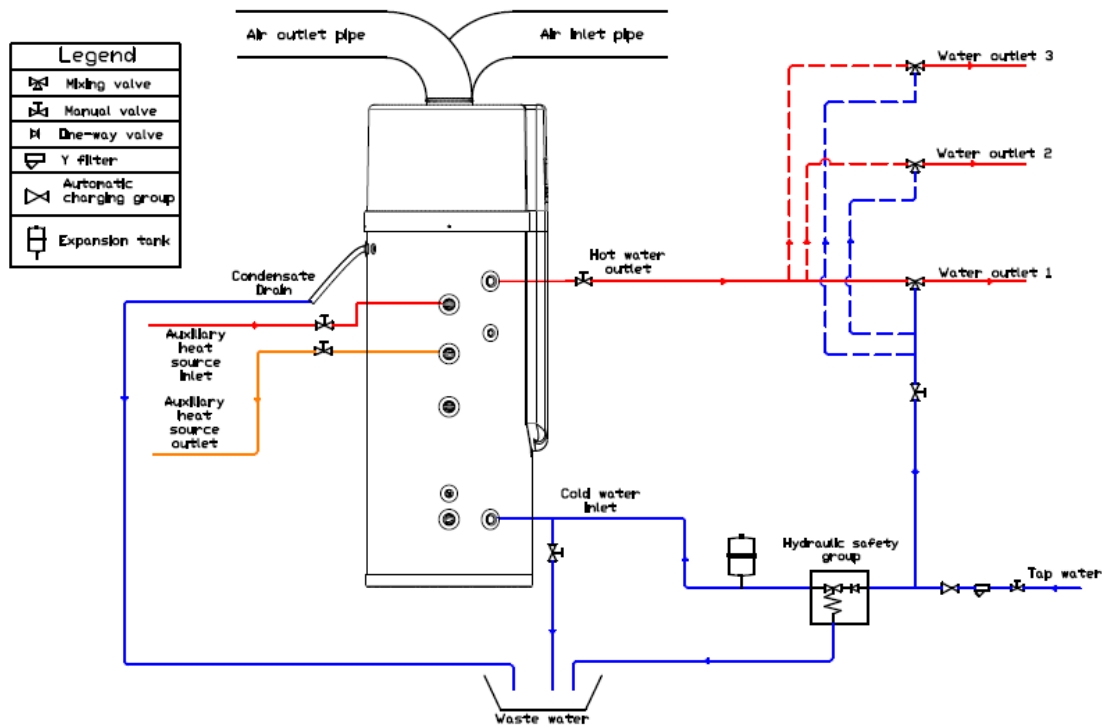 Air outlet pipe
Air inlet pipe
Legend
Mixing valve
Manual valve
One-way valve
Y filter
Automatic
charging group
Expansion tank
Water outlet 3
Water outlet 2
Water outlet 1
Hot water
outlet
Condensate
Drain
Auxiliary
heat
source
inlet
Auxiliary
heat
source
outlet
Cold water
inlet
Hydraulic safety
group
Tap water
Waste water